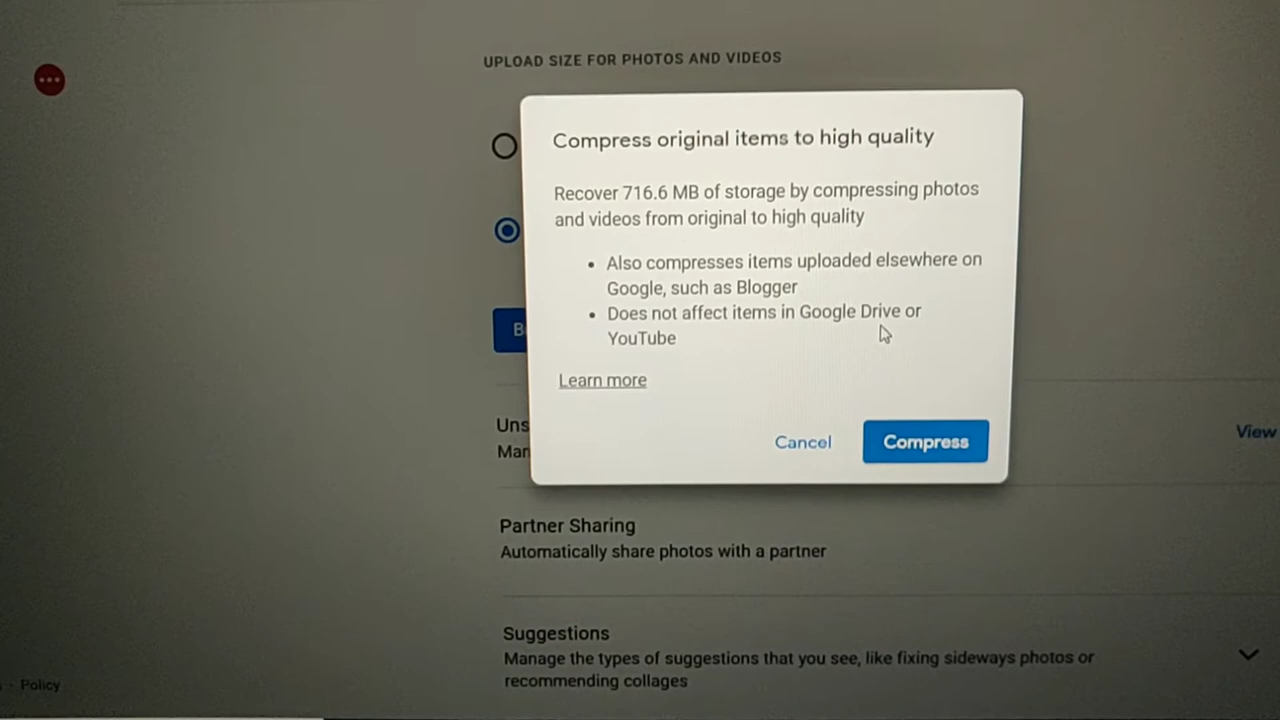 UPLOAD SIZE FOR PHOTOS AND VIDEOS
Compress original items to high quality
Recover 716.6 MB of storage by compressing photos
and videos from original to high quality
• Also compresses items uploaded elsewhere on
Google, such as Blogger
• Does not affect items in Google Drive or
YouTube
Learn more
Cancel
Compress
View
Partner Sharing
Automatically share photos with a partner
Suggestions
Manage the types of suggestions that you see, like fixing sideways photos or
recommending collages
Policy